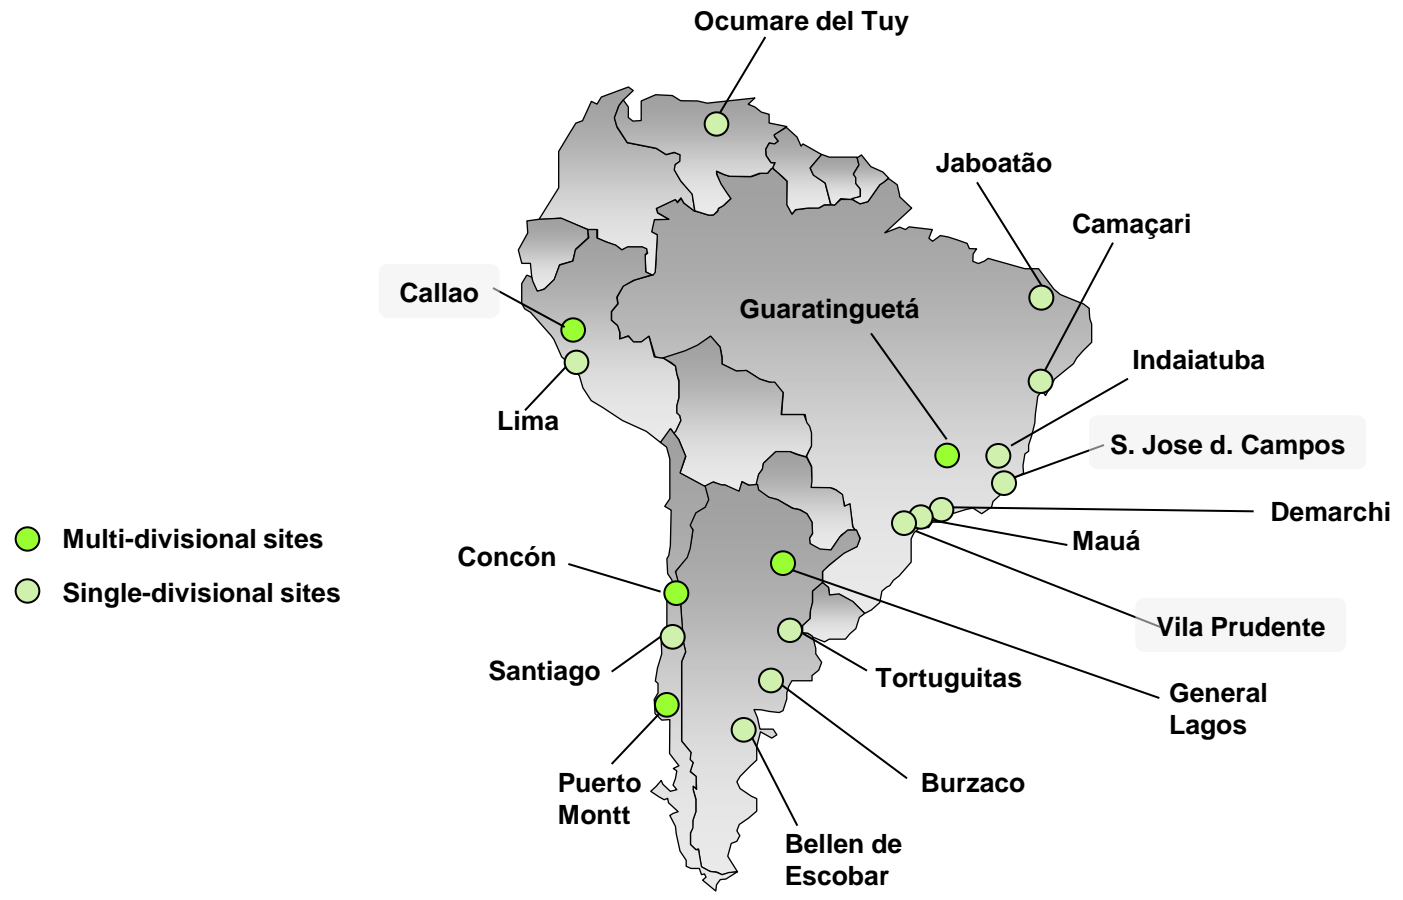 Ocumare del Tuy
Jaboatão
Camaçari
Callao
Guaratinguetá
Indaiatuba
Lima
S. Jose d. Campos
Demarchi
Multi-divisional sites
Mauá
Concón
Single-divisional sites
Vila Prudente
Santiago
Tortuguitas
General
Lagos
Puerto
Montt
Burzaco
Bellen de
Escobar